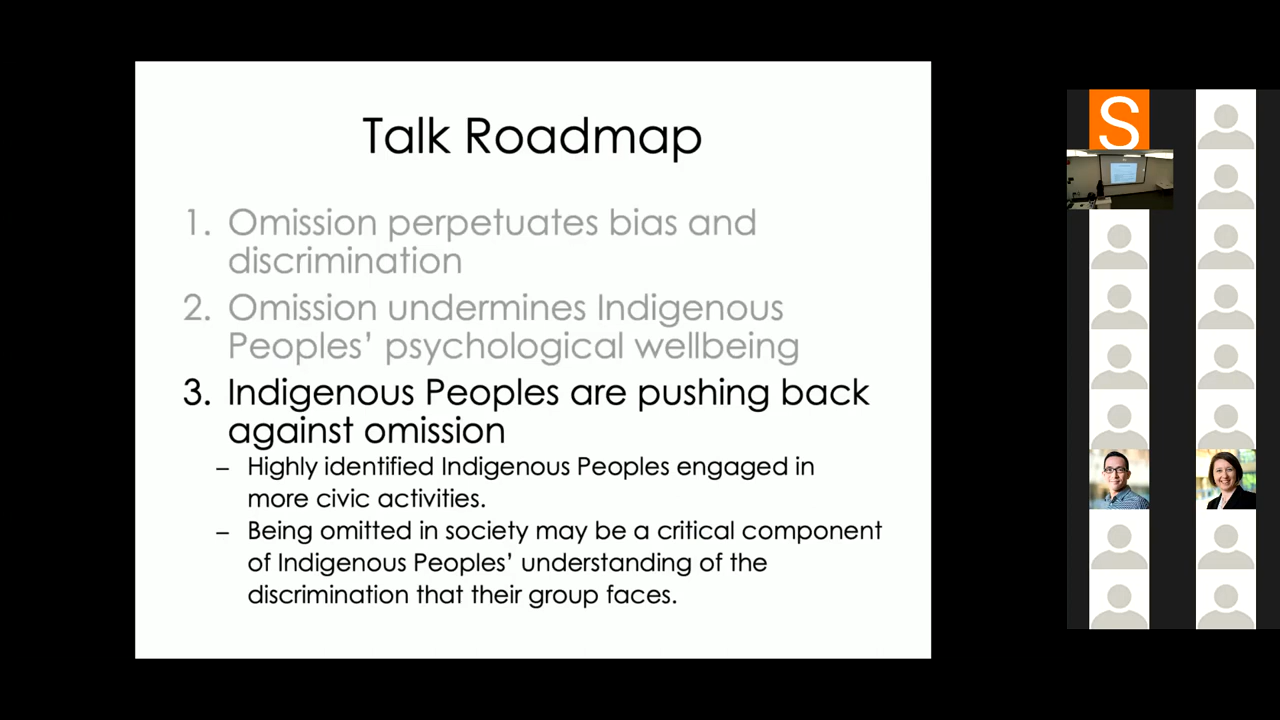 Talk Roadmap
1. Omission perpetuates bias and
discrimination
2. Omission undermines Indigenous
Peoples’ psychological wellbeing
3. Indigenous Peoples are pushing back
against omission
– Highly identified Indigenous Peoples engaged in
more civic activities.
– Being omitted in society may be a critical component
of Indigenous Peoples’ understanding of the
discrimination that their group faces.
S